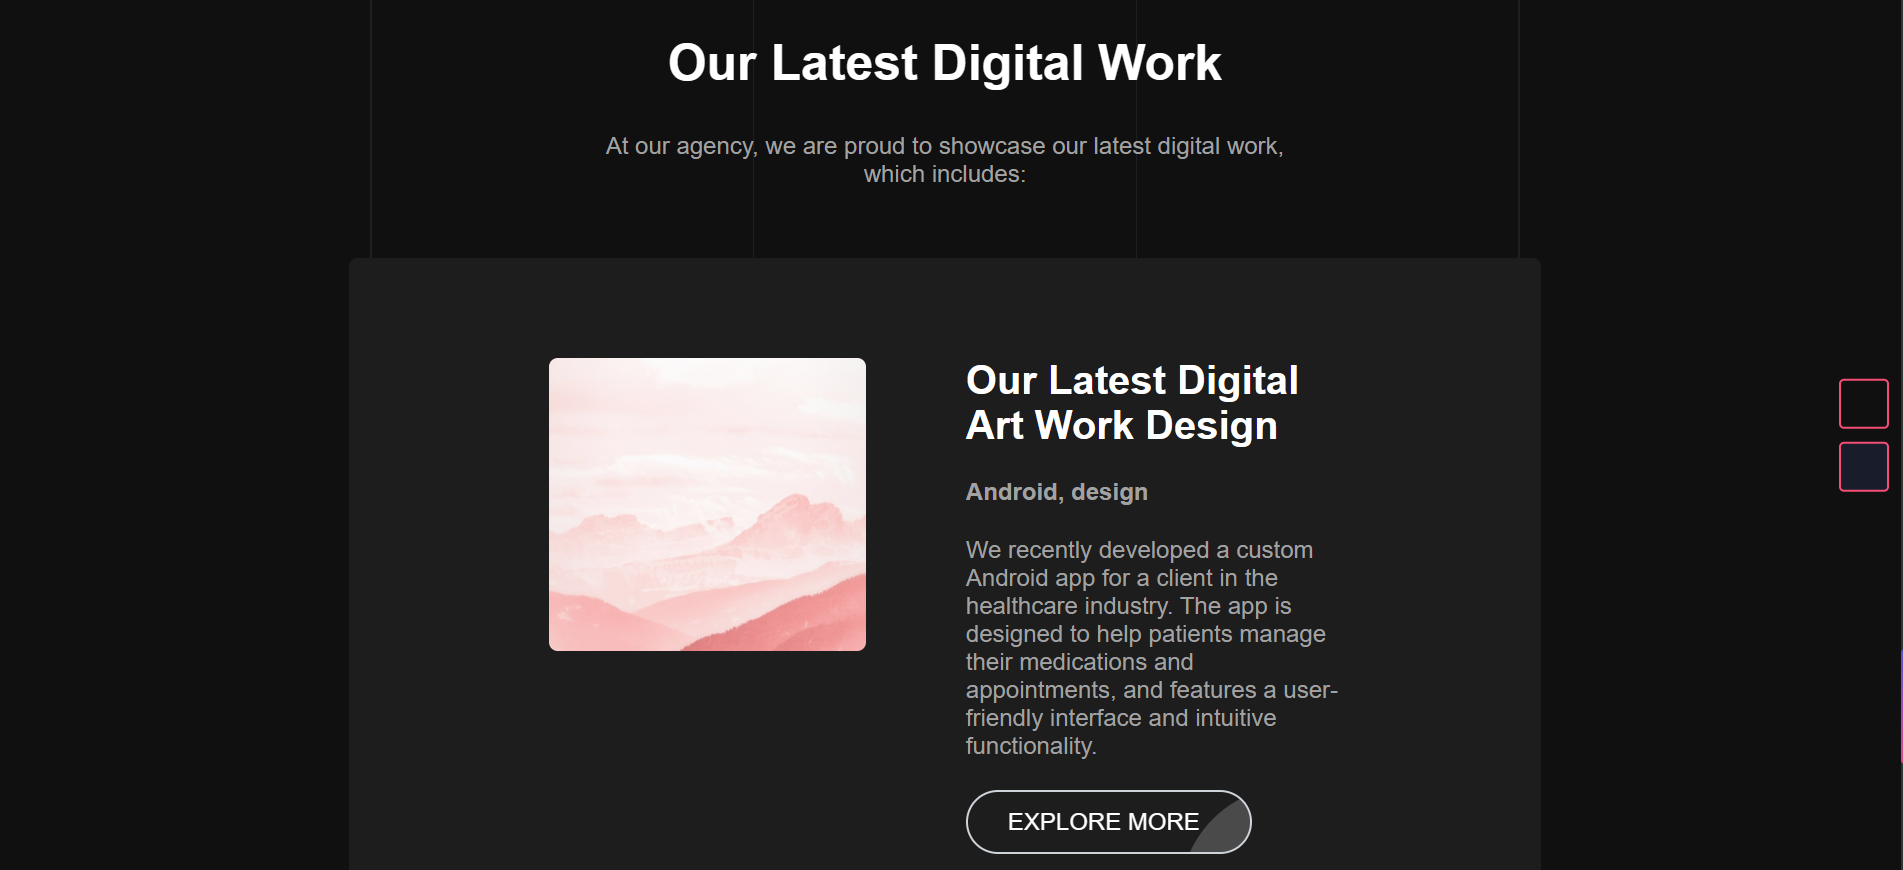 Our Latest Digital Work
At our agency, we are proud to showcase our latest digital work,
which includes:
Our Latest Digital
Art Work Design
Android, design
We recently developed a custom
Android app for a client in the
healthcare industry. The app is
designed to help patients manage
their medications and
appointments, and features a user-
friendly interface and intuitive
functionality.
EXPLORE MORE